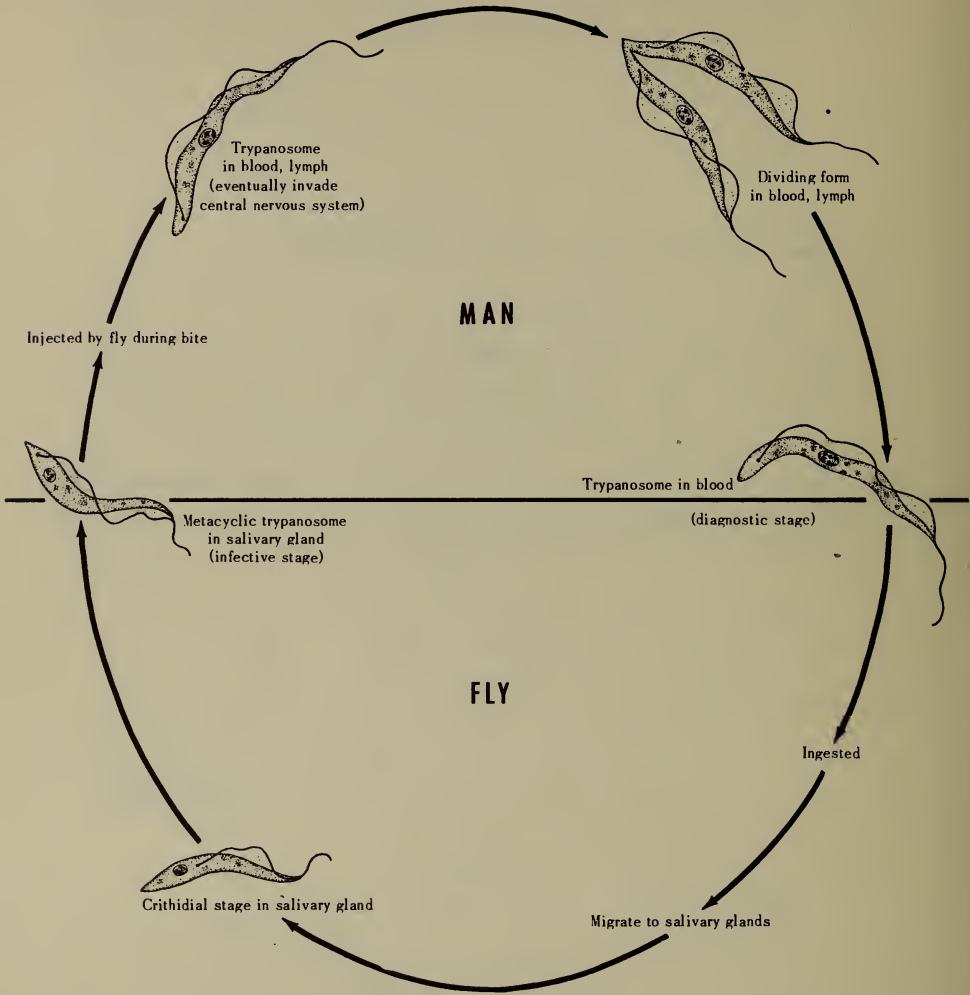 Trypanosome
in blood, lymph
(eventually invade
central nervous system)
Dividing form
in blood, lymph
MAN
Injected by fly during bite
Trypanosome in blood
(diagnostic stage)
Metacyclic trypanosome
in salivary gland
(infective stage)
FLY
Ingested
Crithidial stage in salivary gland
Migrate to salivary glands